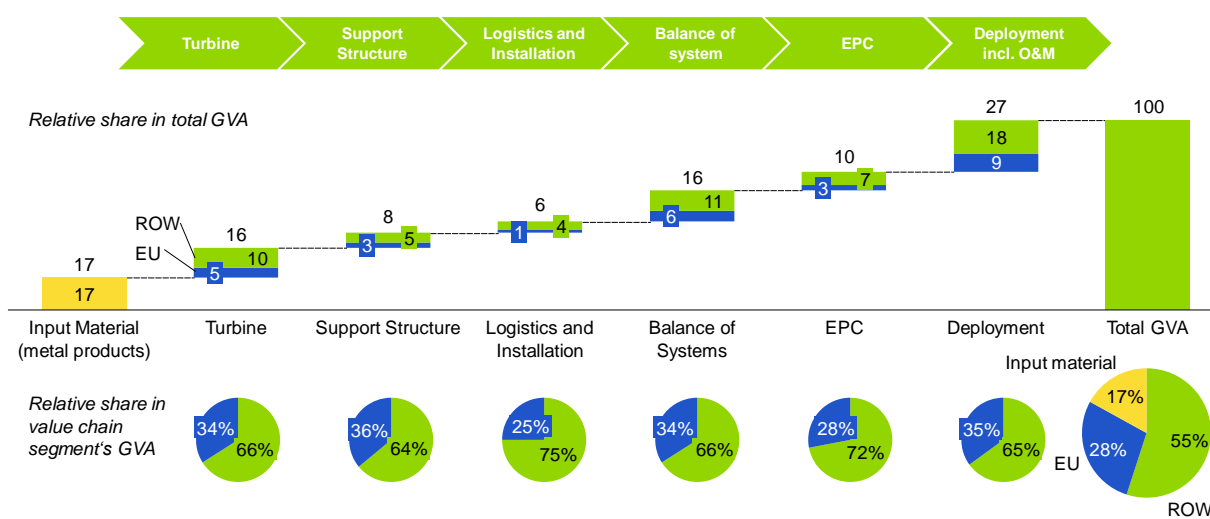 Turbine
Support
Structure
Logistics and
Installation
Balance of
system
EPC
Deployment
incl. O&M
Relative share in total GVA
17
17
16
10
5
ROW
EU
8
5
3
6
4
1
16
11
6
10
7
3
27
18
9
100
Input Material
(metal products)
Turbine
Support Structure
Logistics and
Installation
Balance of
Systems
EPC
Deployment
Total GVA
Relative share in
value chain
segment‘s GVA
34%
66%
36%
64%
25%
75%
34%
66%
28%
72%
35%
65%
Input material
17%
28%
55%
EU
ROW